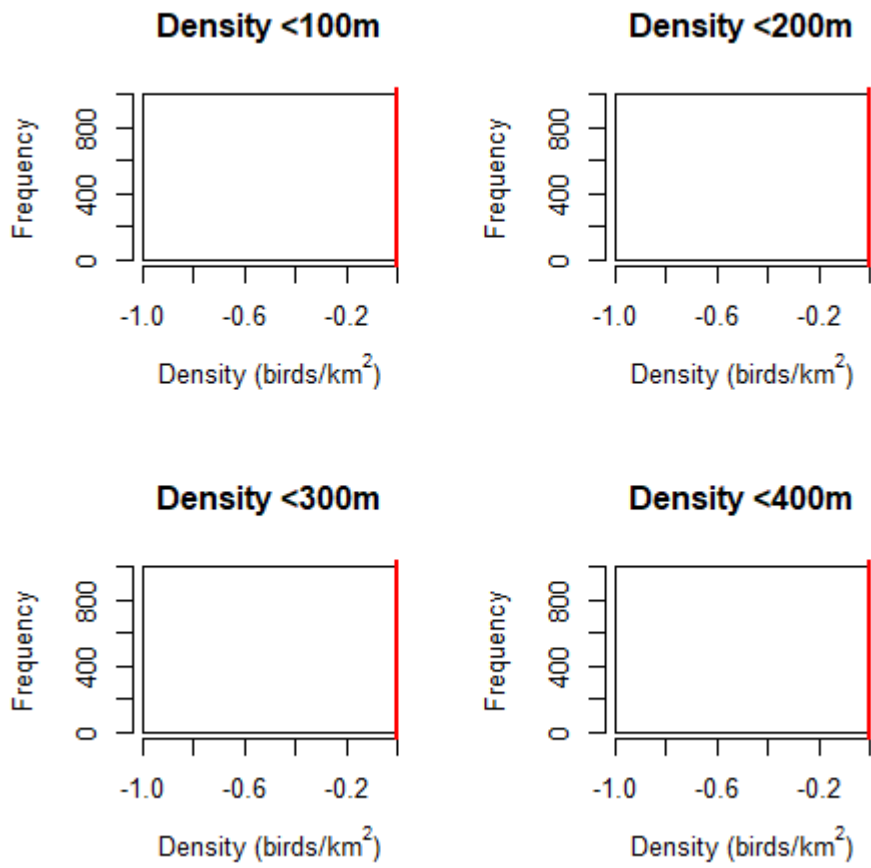 Density <100m
Frequency
800
400
0
-1.0 -0.6 -0.2
Density (birds/km²)
Density <200m
Frequency
800
400
0
-1.0 -0.6 -0.2
Density (birds/km²)
Density <300m
Frequency
800
400
0
-1.0 -0.6 -0.2
Density (birds/km²)
Density <400m
Frequency
800
400
0
-1.0 -0.6 -0.2
Density (birds/km²)